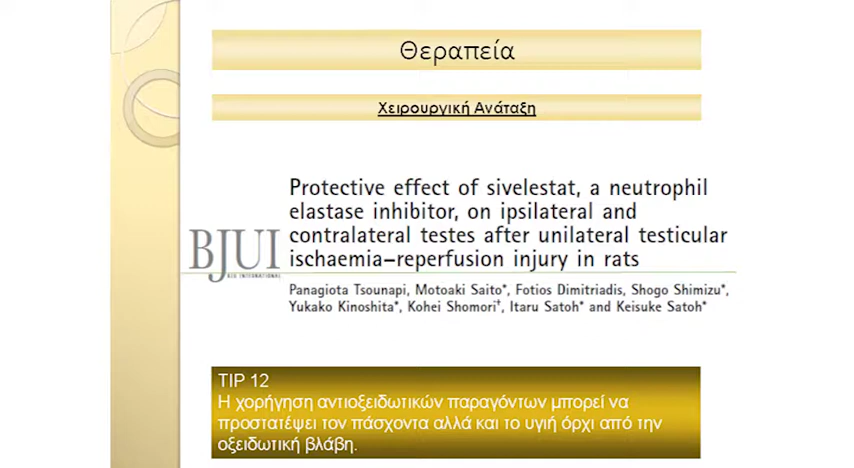 Θεραπεία
Χειρουργική Ανάταξη
Protective effect of sivelestat, a neutrophil
elastase inhibitor, on ipsilateral and
contralateral testes after unilateral testicular
ischaemia–reperfusion injury in rats
BJUI
BJU INTERNATIONAL
Panagiota Tsounapi, Motoaki Saito*, Fotios Dimitriadis, Shogo Shimizu*,
Yukako Kinoshita*, Kohei Shomori†, Itaru Satoh* and Keisuke Satoh*
TIP 12
Η χορήγηση αντιοξειδωτικών παραγόντων μπορεί να
προστατέψει τον πάσχοντα αλλά και το υγιή όρχι από την
οξειδωτική βλάβη.